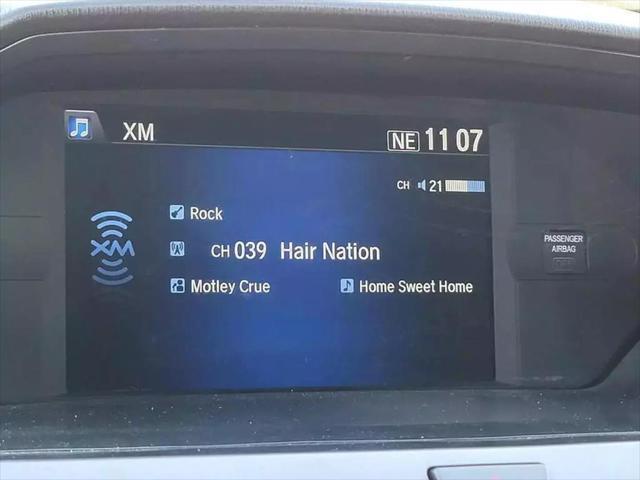 XM
NE 11 07
CH 21
Rock
XM
CH 039 Hair Nation
Motley Crue Home Sweet Home
PASSENGER
AIRBAG